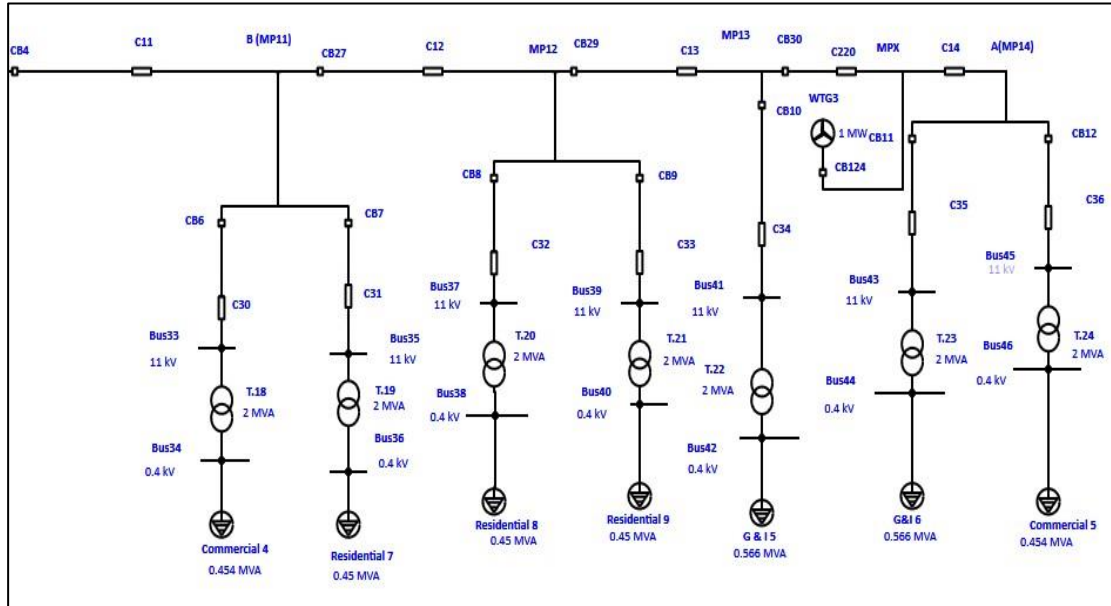 CB4
C11
B (MP11)
CB27
C12
MP12
CB29
C13
MP13
CB30
C220
MPX
C14
A(MP14)
WTG3
1 MW
CB10
CB11
CB12
CB124
CB8
CB9
CB6
CB7
C35
C36
C34
C32
C33
C30
C31
Bus45
11 kV
Bus37
11 kV
Bus39
11 kV
Bus41
11 kV
Bus43
11 kV
Bus33
11 kV
Bus35
11 kV
T.18
2 MVA
T.19
2 MVA
T.20
2 MVA
T.21
2 MVA
T.22
2 MVA
T.23
2 MVA
T.24
2 MVA
Bus46
0.4 kV
Bus38
0.4 kV
Bus40
0.4 kV
Bus44
0.4 kV
Bus34
0.4 kV
Bus36
0.4 kV
Bus42
0.4 kV
Commercial 4
0.454 MVA
Residential 7
0.45 MVA
Residential 8
0.45 MVA
Residential 9
0.45 MVA
G & I 5
0.566 MVA
G&I 6
0.566 MVA
Commercial 5
0.454 MVA